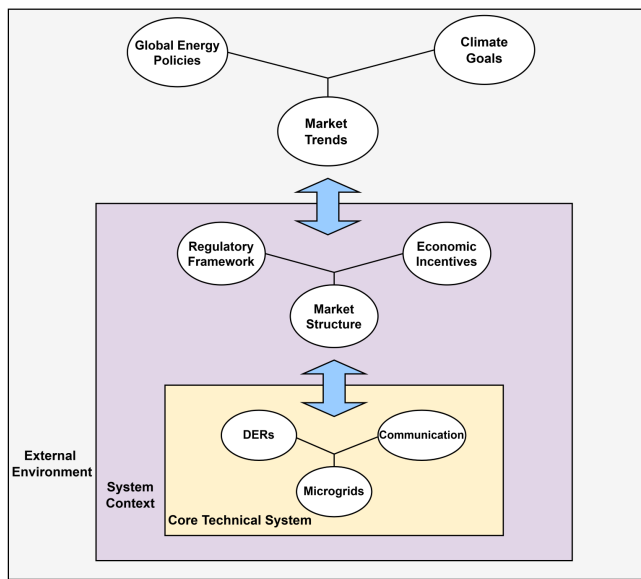 Global Energy
Policies
Climate
Goals
Market
Trends
Regulatory
Framework
Economic
Incentives
Market
Structure
DERs
Communication
Microgrids
Core Technical System
System
Context
External
Environment